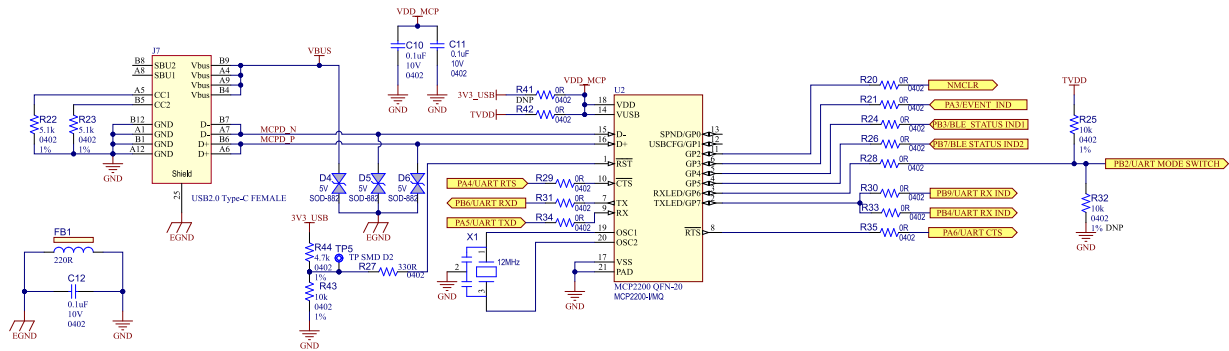 J7
B8
SBU2
A8
SBU1
A5
CC1
B5
CC2
B12
GND
A1
GND
B1
GND
A12
GND
Vbus
B9
Vbus
A4
Vbus
A9
Vbus
B4
D-
B7
D-
A7
D+
B6
D+
A6
Shield
25
USB2.0 Type-C FEMALE
EGND
VBUS
MCPD_N
MCPD_P
R22
5.1k
0402
1%
R23
5.1k
0402
1%
GND
VDD_MCP
C10
0.1uF
10V
0402
C11
0.1uF
10V
0402
GND
GND
D4
5V
SOD-882
D5
5V
SOD-882
D6
5V
SOD-882
GND
EGND
3V3_USB
R44
4.7k
0402
1%
TP5
TP SMD D2
R27
330R
0402
R43
10k
0402
1%
GND
FB1
220R
C12
0.1uF
10V
0402
EGND
GND
VDD_MCP
3V3_USB
R41
0R
DNP
0402
TVDD
R42
0R
0402
PA4/UART RTS
R29
0R
0402
PB6/UART RXD
R31
0R
0402
PA5/UART TXD
R34
0R
0402
X1
12MHz
1
2
3
GND
U2
18
VDD
14
VUSB
15
D-
16
D+
1
RST
10
CTS
7
TX
9
RX
19
OSC1
20
OSC2
17
VSS
21
PAD
GND
SPND/GP0
13
USBCFG/GP1
2
GP2
GP3
6
GP4
GP5
4
RXLED/GP6
5
TXLED/GP7
3
RTS
8
MCP2200 QFN-20
MCP2200-I/MQ
R20
0R
0402
NMCLR
R21
0R
0402
PA3/EVENT_IND
R24
0R
0402
PB3/BLE_STATUS IND1
R26
0R
0402
PB7/BLE STATUS IND2
R28
0R
0402
R30
0R
0402
PB9/UART RX IND
R33
0R
0402
PB4/UART RX IND
R35
0R
0402
PA6/UART CTS
TVDD
R25
10k
0402
1%
PB2/UART MODE SWITCH
R32
10k
0402
1%
DNP
GND